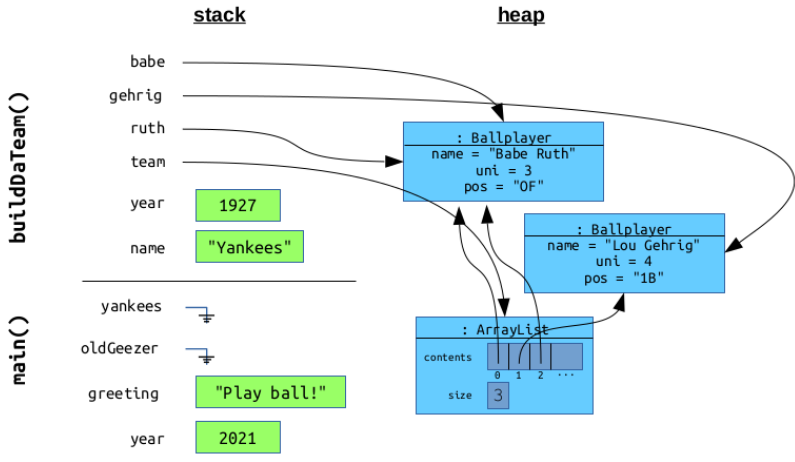 stack
heap
buildDaTeam()
babe
gehrig
ruth
team
year
1927
name
"Yankees"
: Ballplayer
name = "Babe Ruth"
uni = 3
pos = "OF"
: Ballplayer
name = "Lou Gehrig"
uni = 4
pos = "1B"
main()
yankees
oldGeezer
greeting
"Play ball!"
year
2021
: ArrayList
contents
0 1 2 ...
size
3